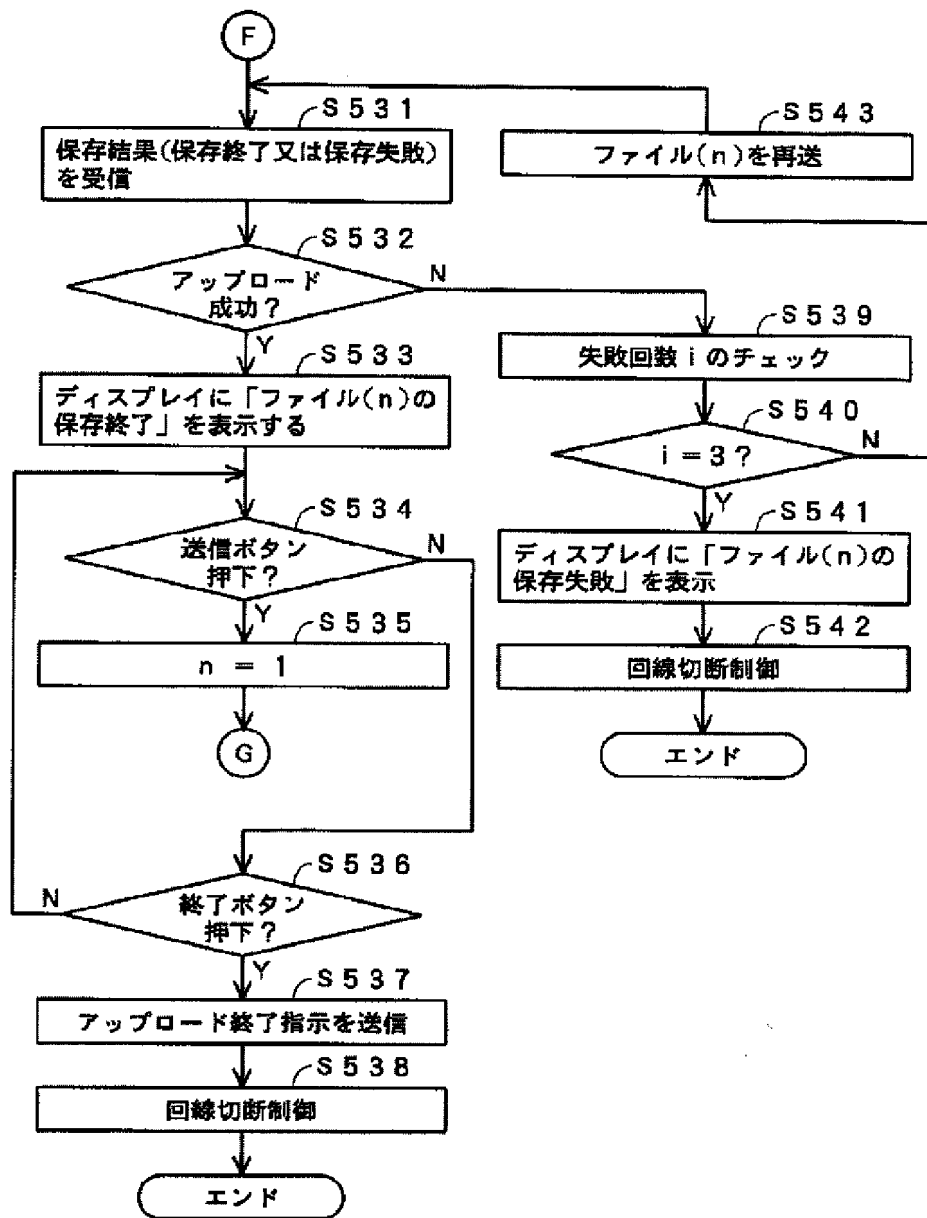 F
S531
保存結果(保存終了又は保存失敗)
を受信
S532
アップロード
成功?
N
Y
S533
ディスプレイに「ファイル(n)の
保存終了」を表示する
S534
送信ボタン
押下?
N
Y
S535
n = 1
G
S536
終了ボタン
押下?
N
Y
S537
アップロード終了指示を送信
S538
回線切断制御
エンド
S543
ファイル(n)を再送
S539
失敗回数iのチェック
S540
i=3?
N
Y
S541
ディスプレイに「ファイル(n)の
保存失敗」を表示
S542
回線切断制御
エンド